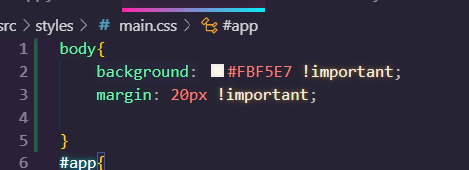 src > styles > main.css > #app
1 body{
2 background: #FBF5E7 !important;
3 margin: 20px !important;
4
5 }
6 #app{